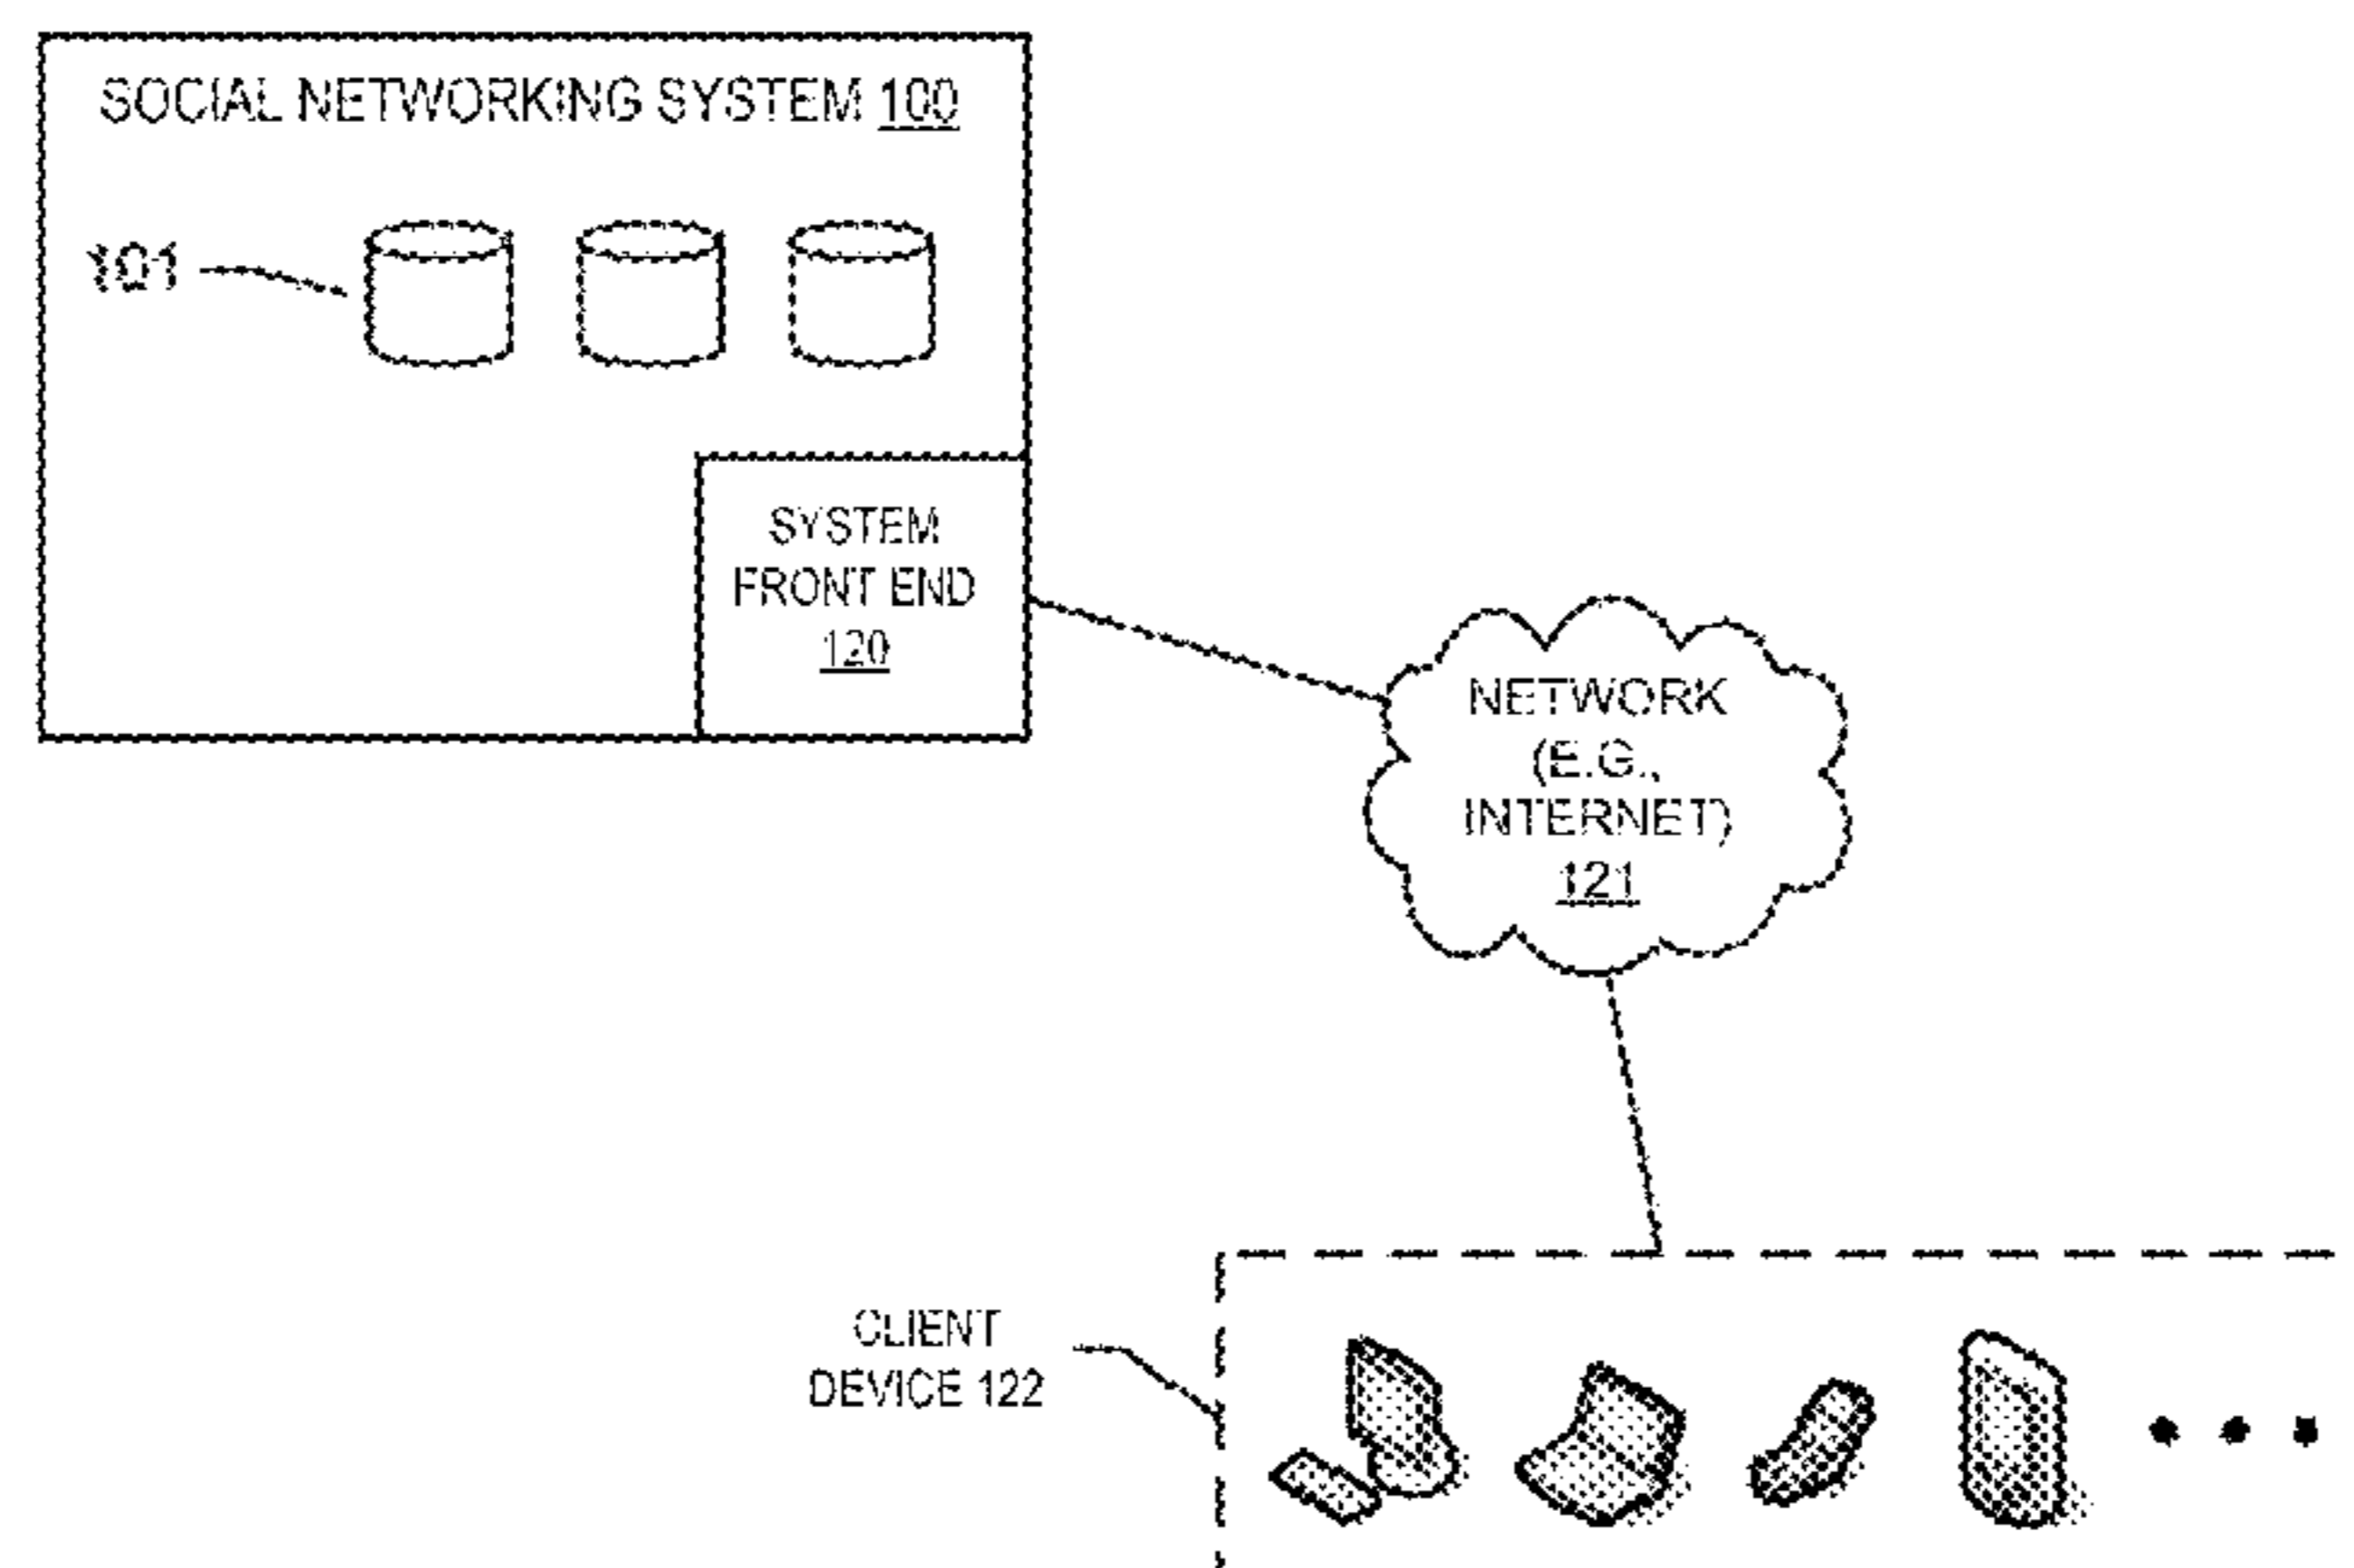 SOCIAL NETWORKING SYSTEM 100
101
SYSTEM
FRONT END
120
NETWORK
(E.G.,
INTERNET)
121
CLIENT
DEVICE 122